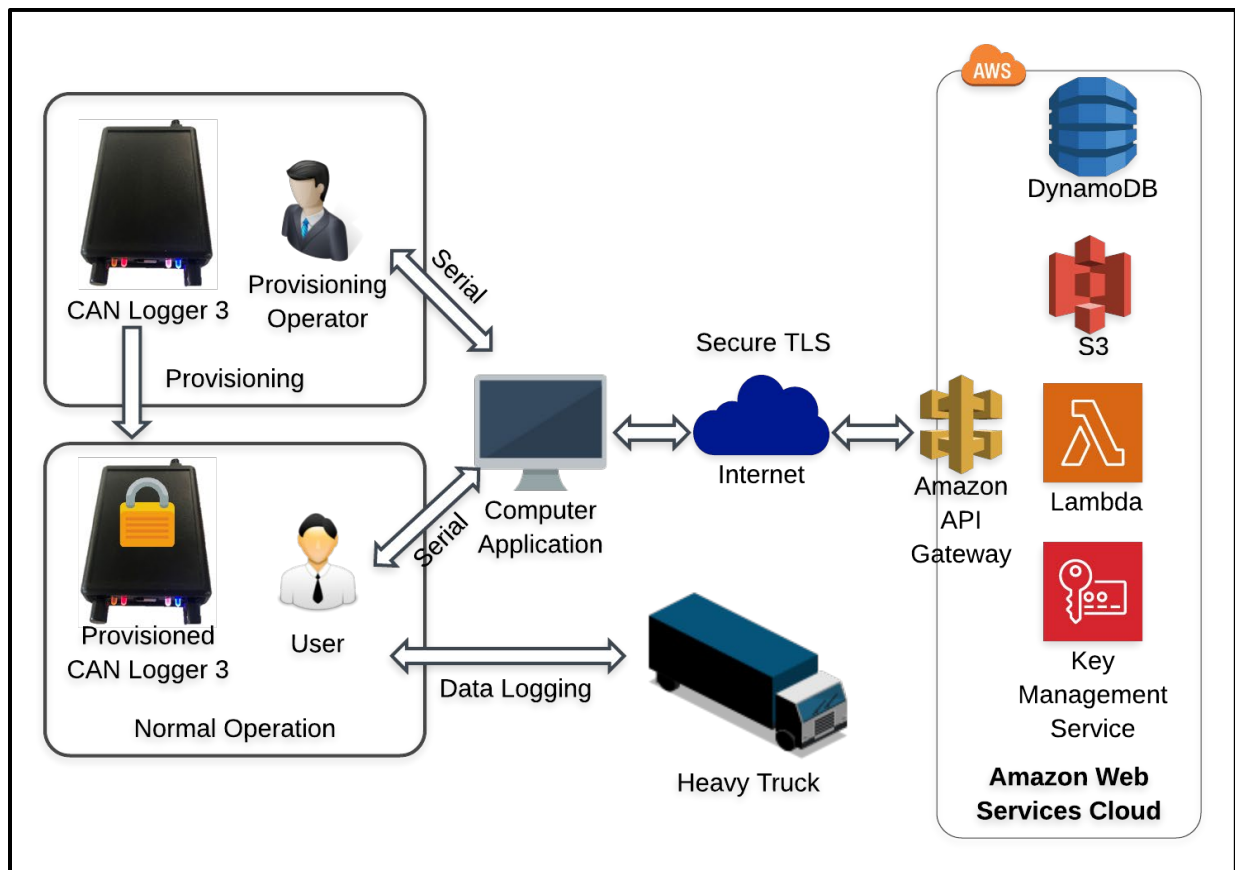 AWS
DynamoDB
S3
Lambda
Key
Management
Service
Amazon Web
Services Cloud
CAN Logger 3
Provisioning
Operator
Serial
Provisioning
Secure TLS
Internet
Amazon
API
Gateway
Computer
Application
Serial
Provisioned
CAN Logger 3
User
Normal Operation
Data Logging
Heavy Truck